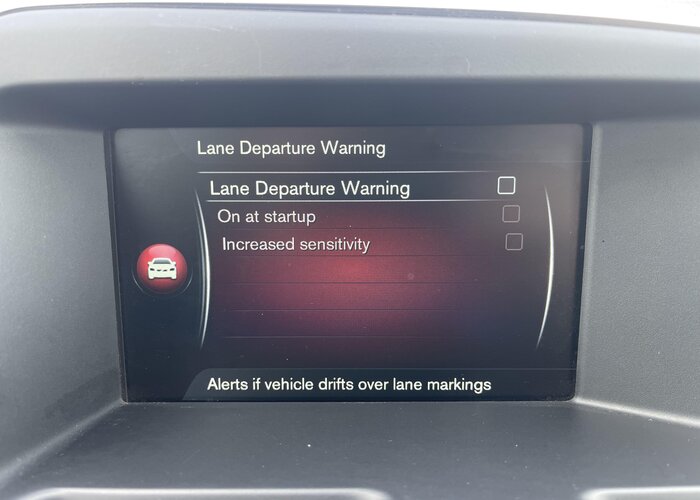 Lane Departure Warning
Lane Departure Warning
On at startup
Increased sensitivity
Alerts if vehicle drifts over lane markings